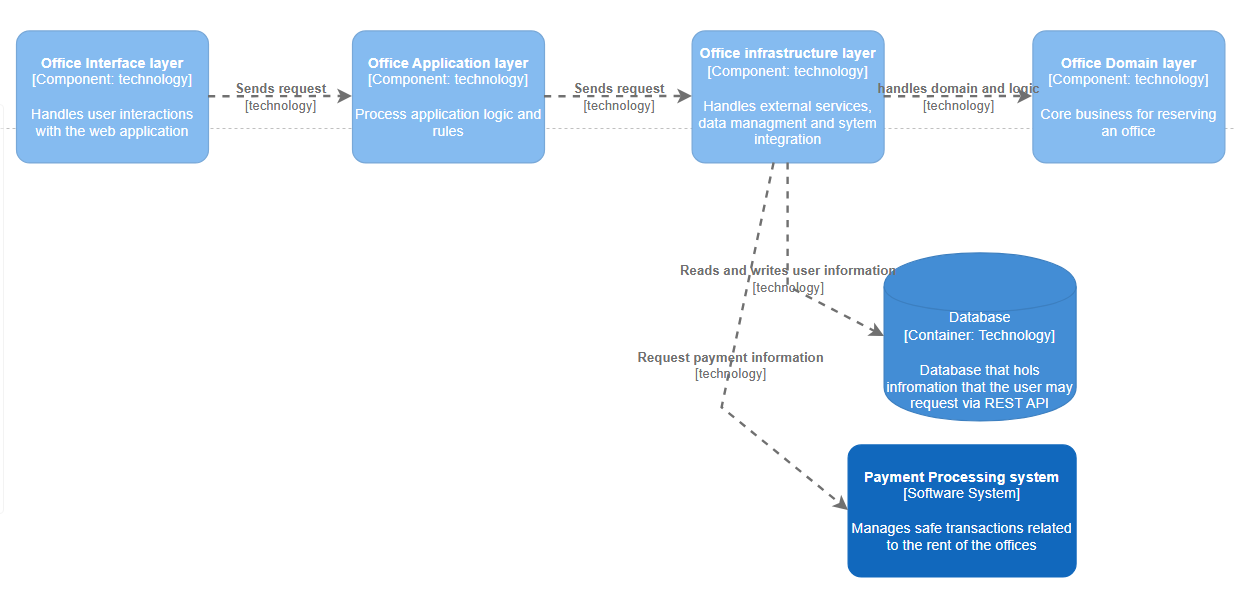 Office Interface layer
[Component: technology]
Handles user interactions
with the web application
Sends request
[technology]
Office Application layer
[Component: technology]
Process application logic and
rules
Sends request
[technology]
Office infrastructure layer
[Component: technology]
Handles external services,
data managment and sytem
integration
handles domain and logic
[technology]
Office Domain layer
[Component: technology]
Core business for reserving
an office
Reads and writes user information
[technology]
Database
[Container: Technology]
Database that hols
infromation that the user may
request via REST API
Request payment information
[technology]
Payment Processing system
[Software System]
Manages safe transactions related
to the rent of the offices